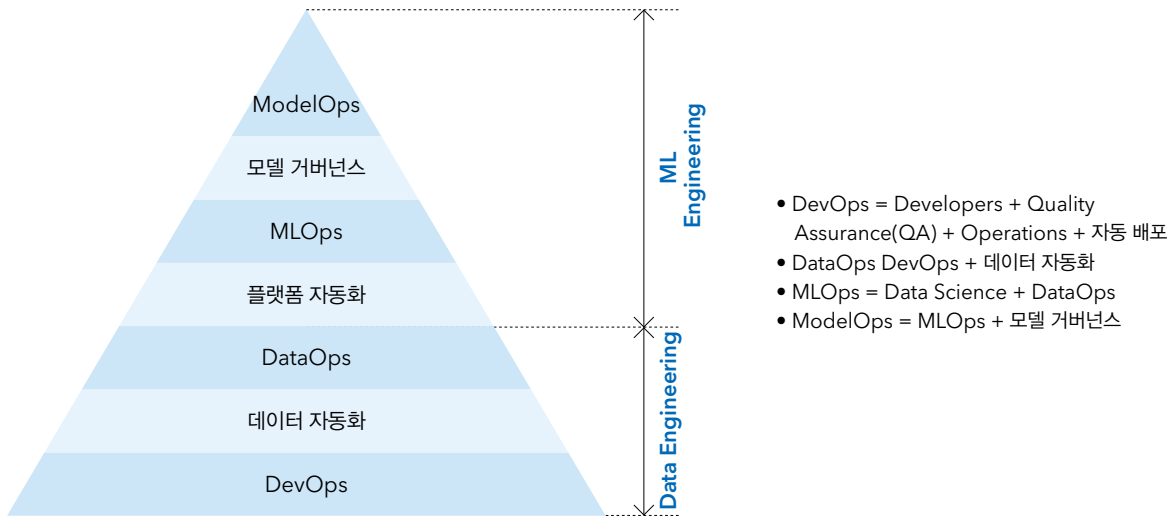 ModelOps
모델 거버넌스
MLOps
플랫폼 자동화
DataOps
데이터 자동화
DevOps
ML
Engineering
Data Engineering
• DevOps = Developers + Quality
Assurance(QA) + Operations + 자동 배포
• DataOps DevOps + 데이터 자동화
• MLOps = Data Science + DataOps
• ModelOps = MLOps + 모델 거버넌스